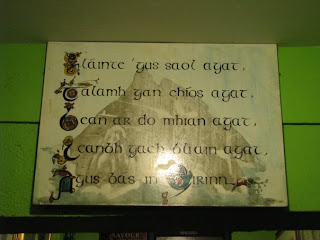 Sláinte 'gus saol agat,
Talamh gan chíos agat,
Bean ar do mhian agat,
Leanbh gach bliain agat,
Agus bás in Éirinn.
SAVOUR